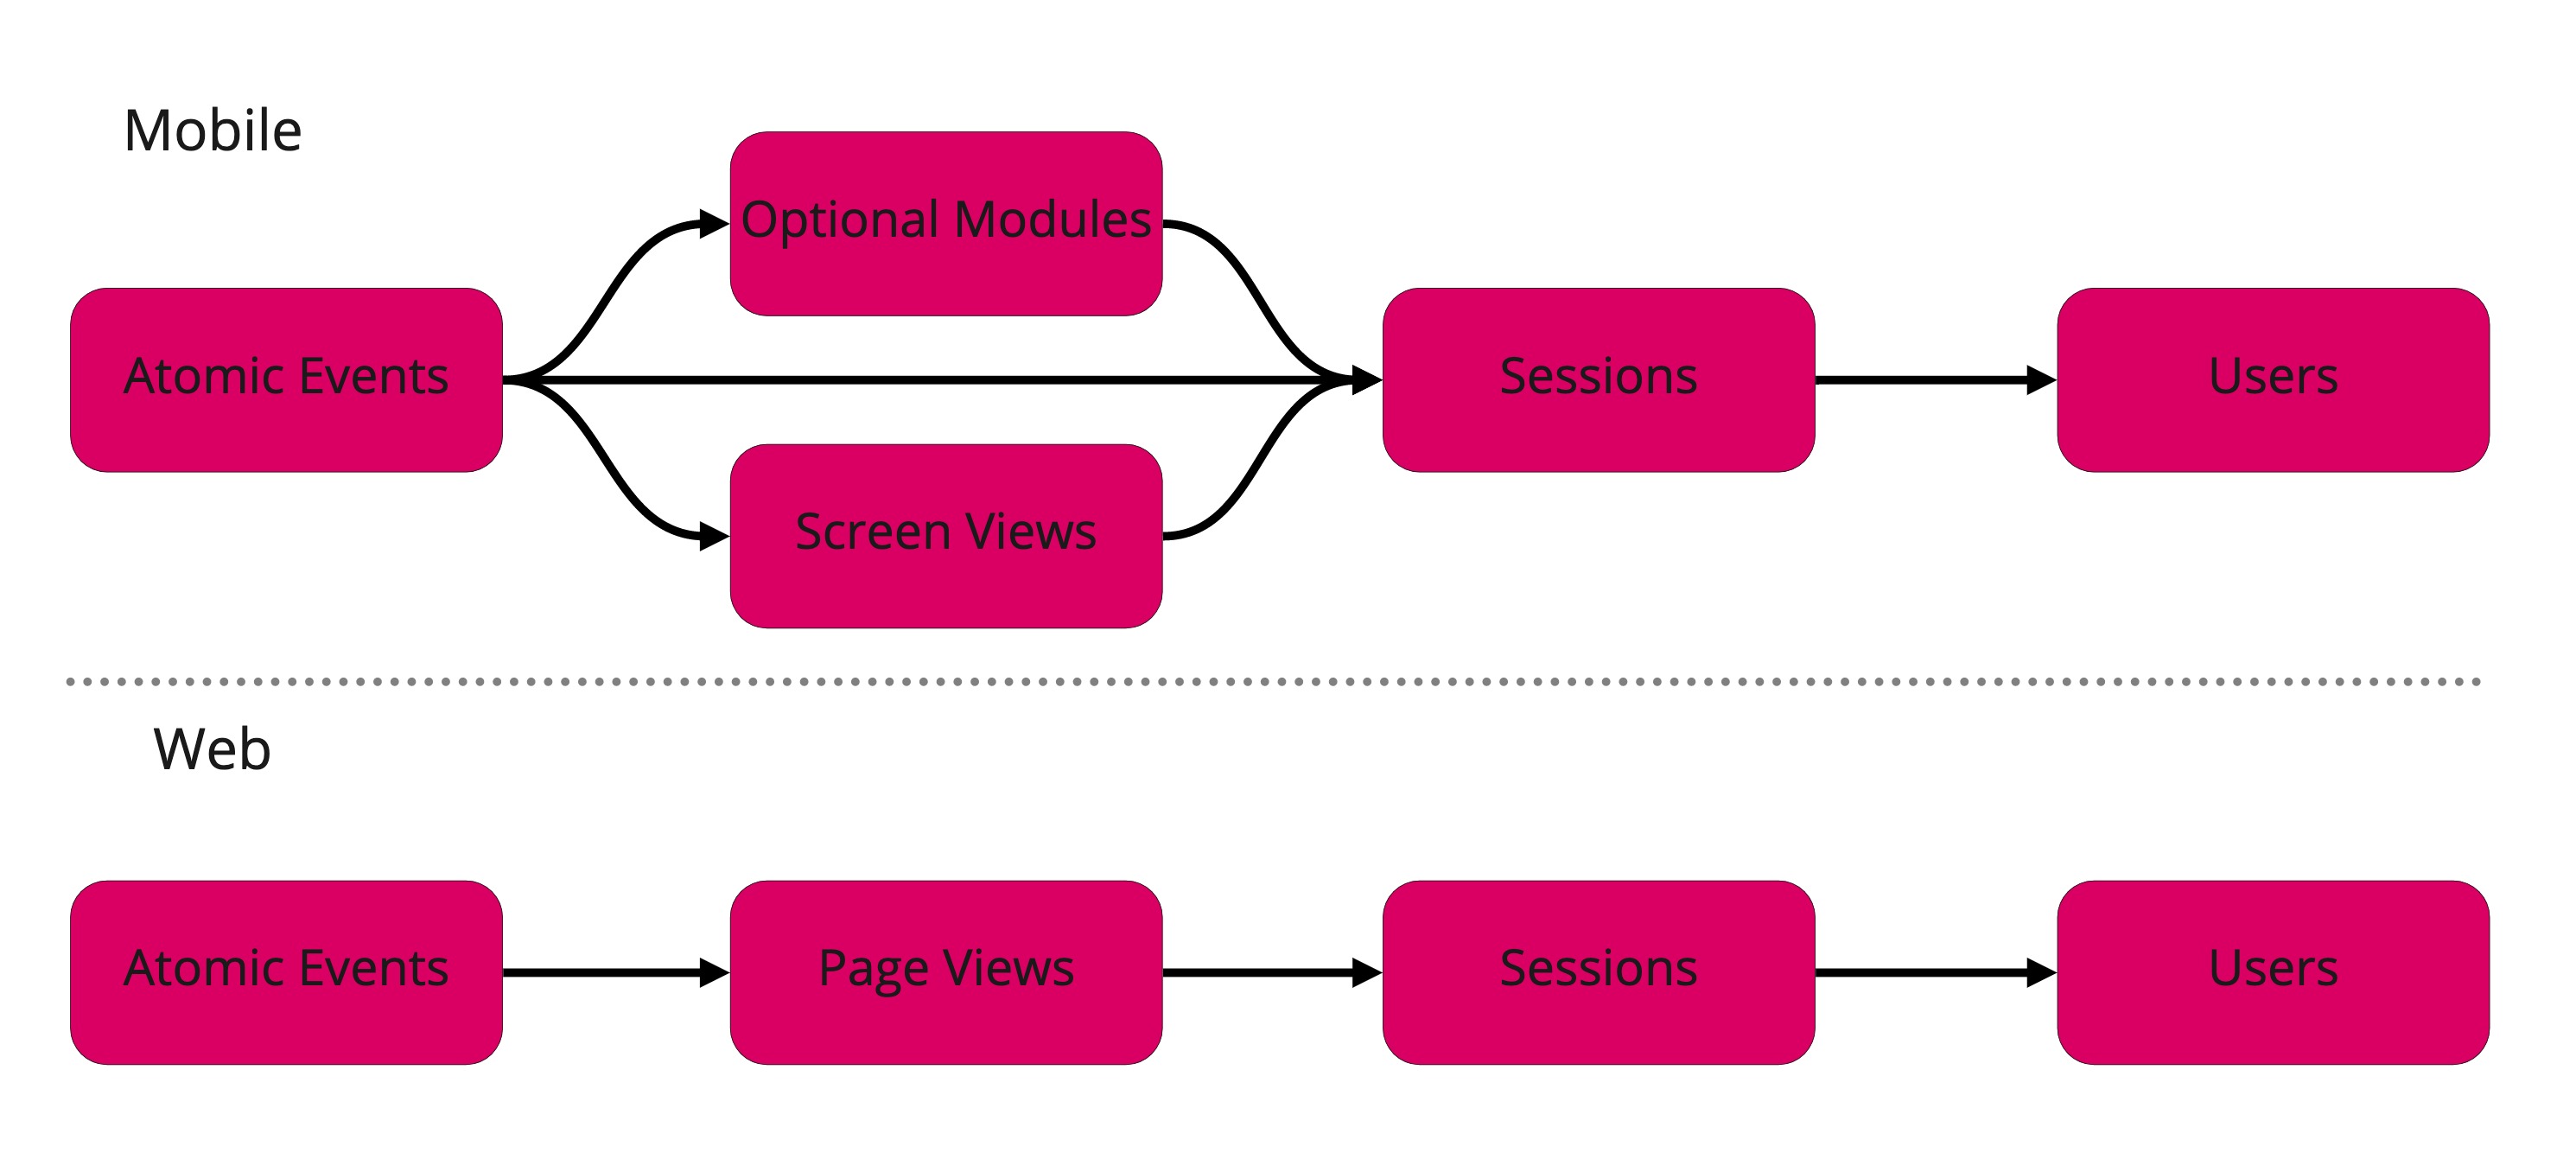 Mobile
Optional Modules
Atomic Events
Sessions
Users
Screen Views
Web
Atomic Events
Page Views
Sessions
Users